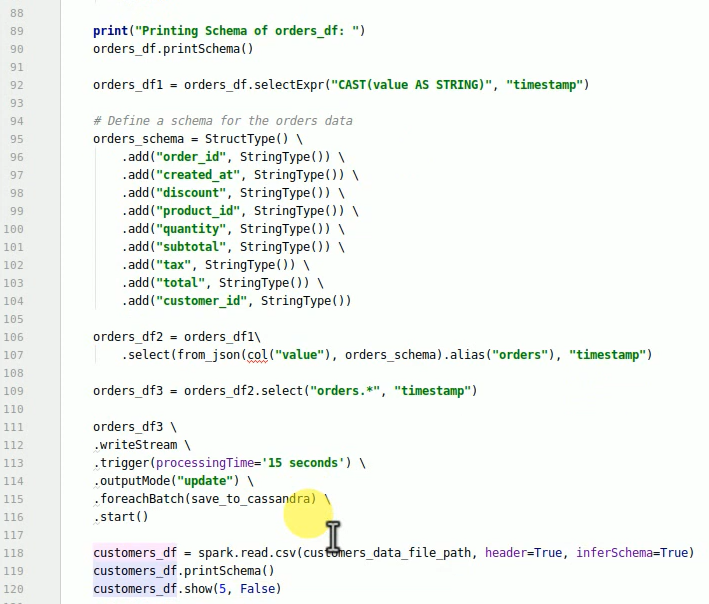 88
89 print("Printing Schema of orders_df: ")
90 orders_df.printSchema()
91
92 orders_df1 = orders_df.selectExpr("CAST(value AS STRING)", "timestamp")
93
94 # Define a schema for the orders data
95 orders_schema = StructType() \
96 .add("order_id", StringType()) \
97 .add("created_at", StringType()) \
98 .add("discount", StringType()) \
99 .add("product_id", StringType()) \
100 .add("quantity", StringType()) \
101 .add("subtotal", StringType()) \
102 .add("tax", StringType()) \
103 .add("total", StringType()) \
104 .add("customer_id", StringType())
105
106 orders_df2 = orders_df1\
107 .select(from_json(col("value"), orders_schema).alias("orders"), "timestamp")
108
109 orders_df3 = orders_df2.select("orders.*", "timestamp")
110
111 orders_df3 \
112 .writeStream \
113 .trigger(processingTime='15 seconds') \
114 .outputMode("update") \
115 .foreachBatch(save_to_cassandra) \
116 .start()
117
118 customers_df = spark.read.csv(customers_data_file_path, header=True, inferSchema=True)
119 customers_df.printSchema()
120 customers_df.show(5, False)